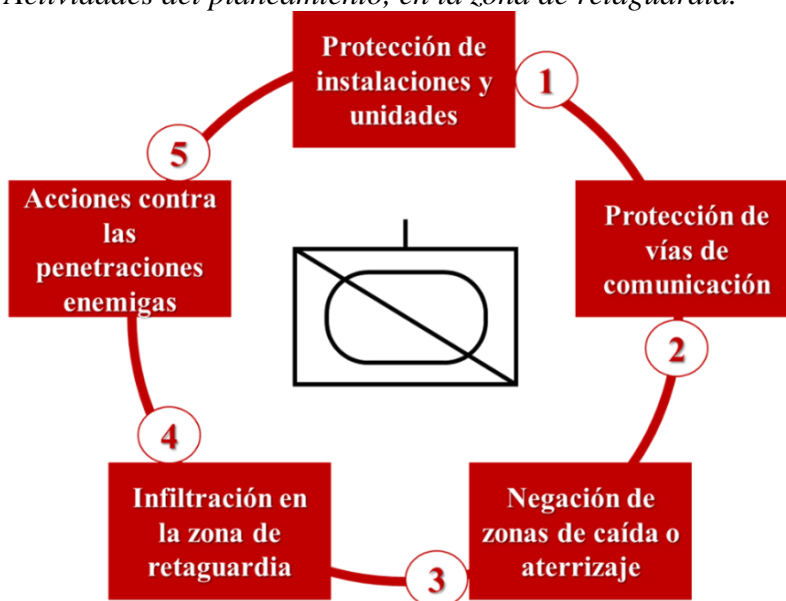 Actividades del planeamiento, en la zona de retaguardia.
Protección de
instalaciones y
unidades
1
Protección de
vías de
comunicación
2
Negación de
zonas de caída o
aterrizaje
3
Infiltración en
la zona de
retaguardia
4
Acciones contra
las
penetraciones
enemigas
5